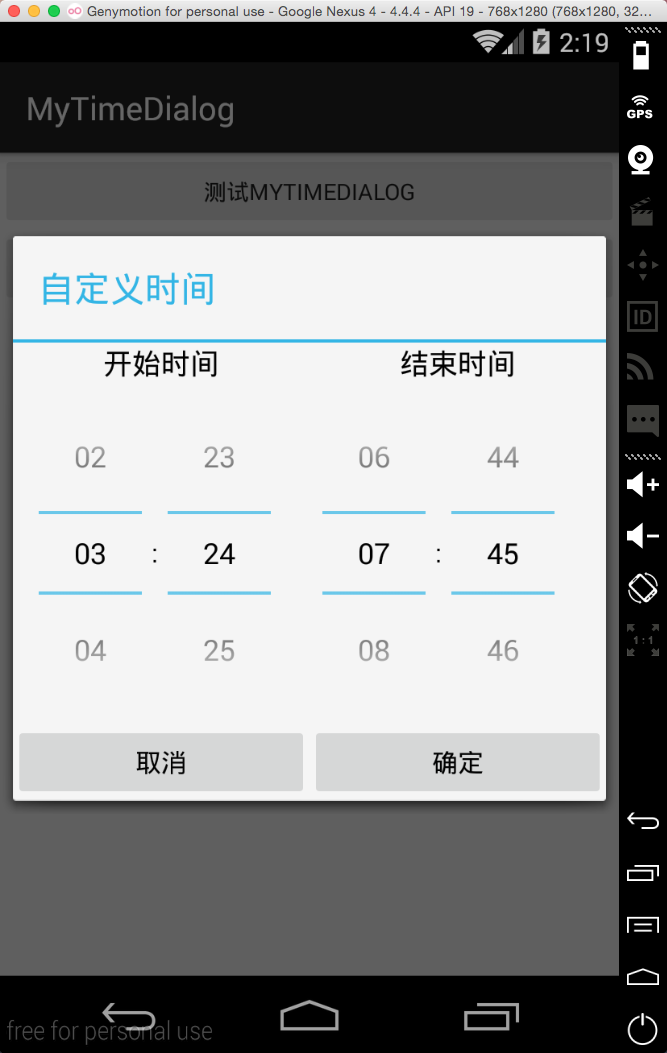 Genymotion for personal use - Google Nexus 4 - 4.4.4 - API 19 - 768x1280 (768x1280, 32...
2:19
GPS
MyTimeDialog
测试MYTIMEDIALOG
自定义时间
ID
开始时间 结束时间
02 23 06 44
03 : 24 07 : 45
04 25 08 46
1:1
取消 确定
free for personal use